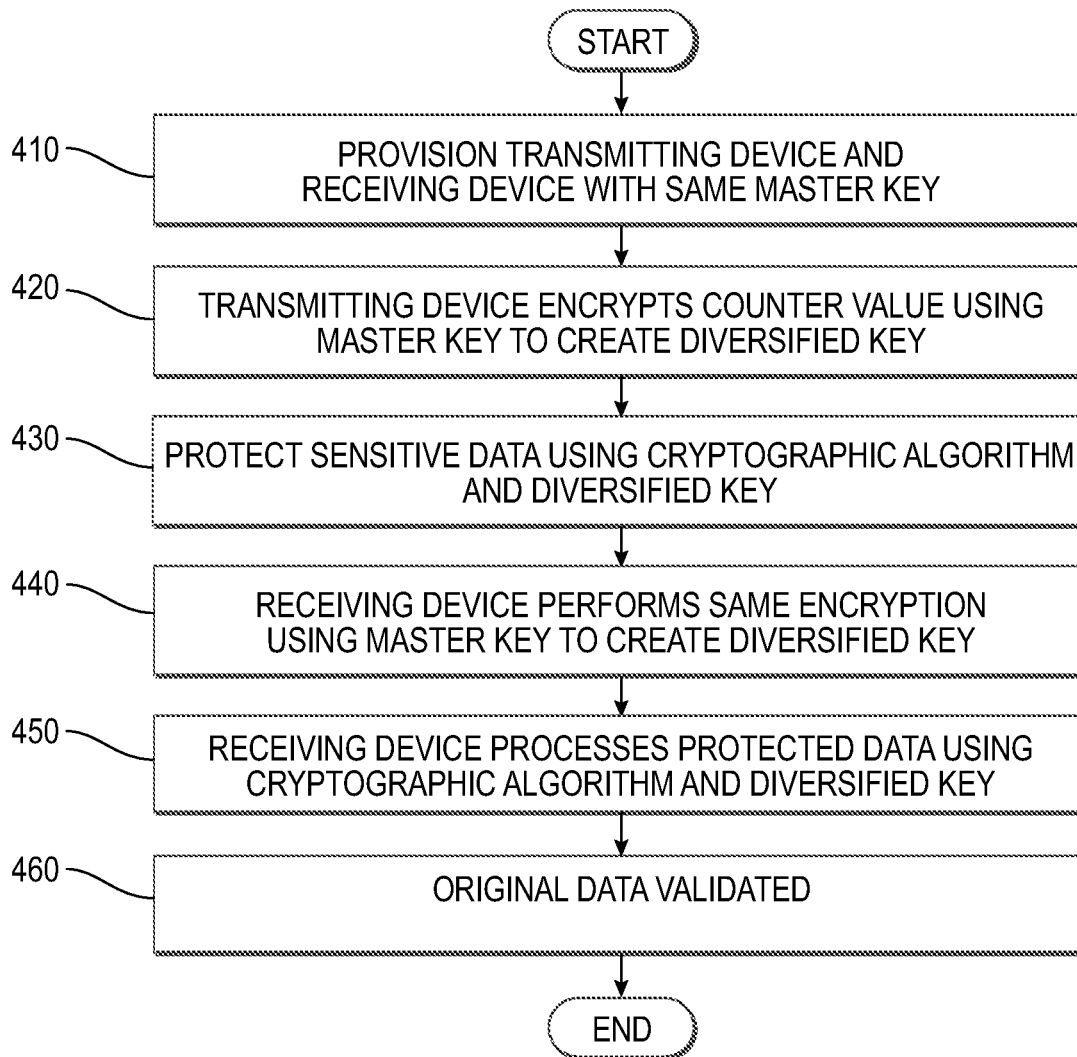 START
410
PROVISION TRANSMITTING DEVICE AND
RECEIVING DEVICE WITH SAME MASTER KEY
420
TRANSMITTING DEVICE ENCRYPTS COUNTER VALUE USING
MASTER KEY TO CREATE DIVERSIFIED KEY
430
PROTECT SENSITIVE DATA USING CRYPTOGRAPHIC ALGORITHM
AND DIVERSIFIED KEY
440
RECEIVING DEVICE PERFORMS SAME ENCRYPTION
USING MASTER KEY TO CREATE DIVERSIFIED KEY
450
RECEIVING DEVICE PROCESSES PROTECTED DATA USING
CRYPTOGRAPHIC ALGORITHM AND DIVERSIFIED KEY
460
ORIGINAL DATA VALIDATED
END